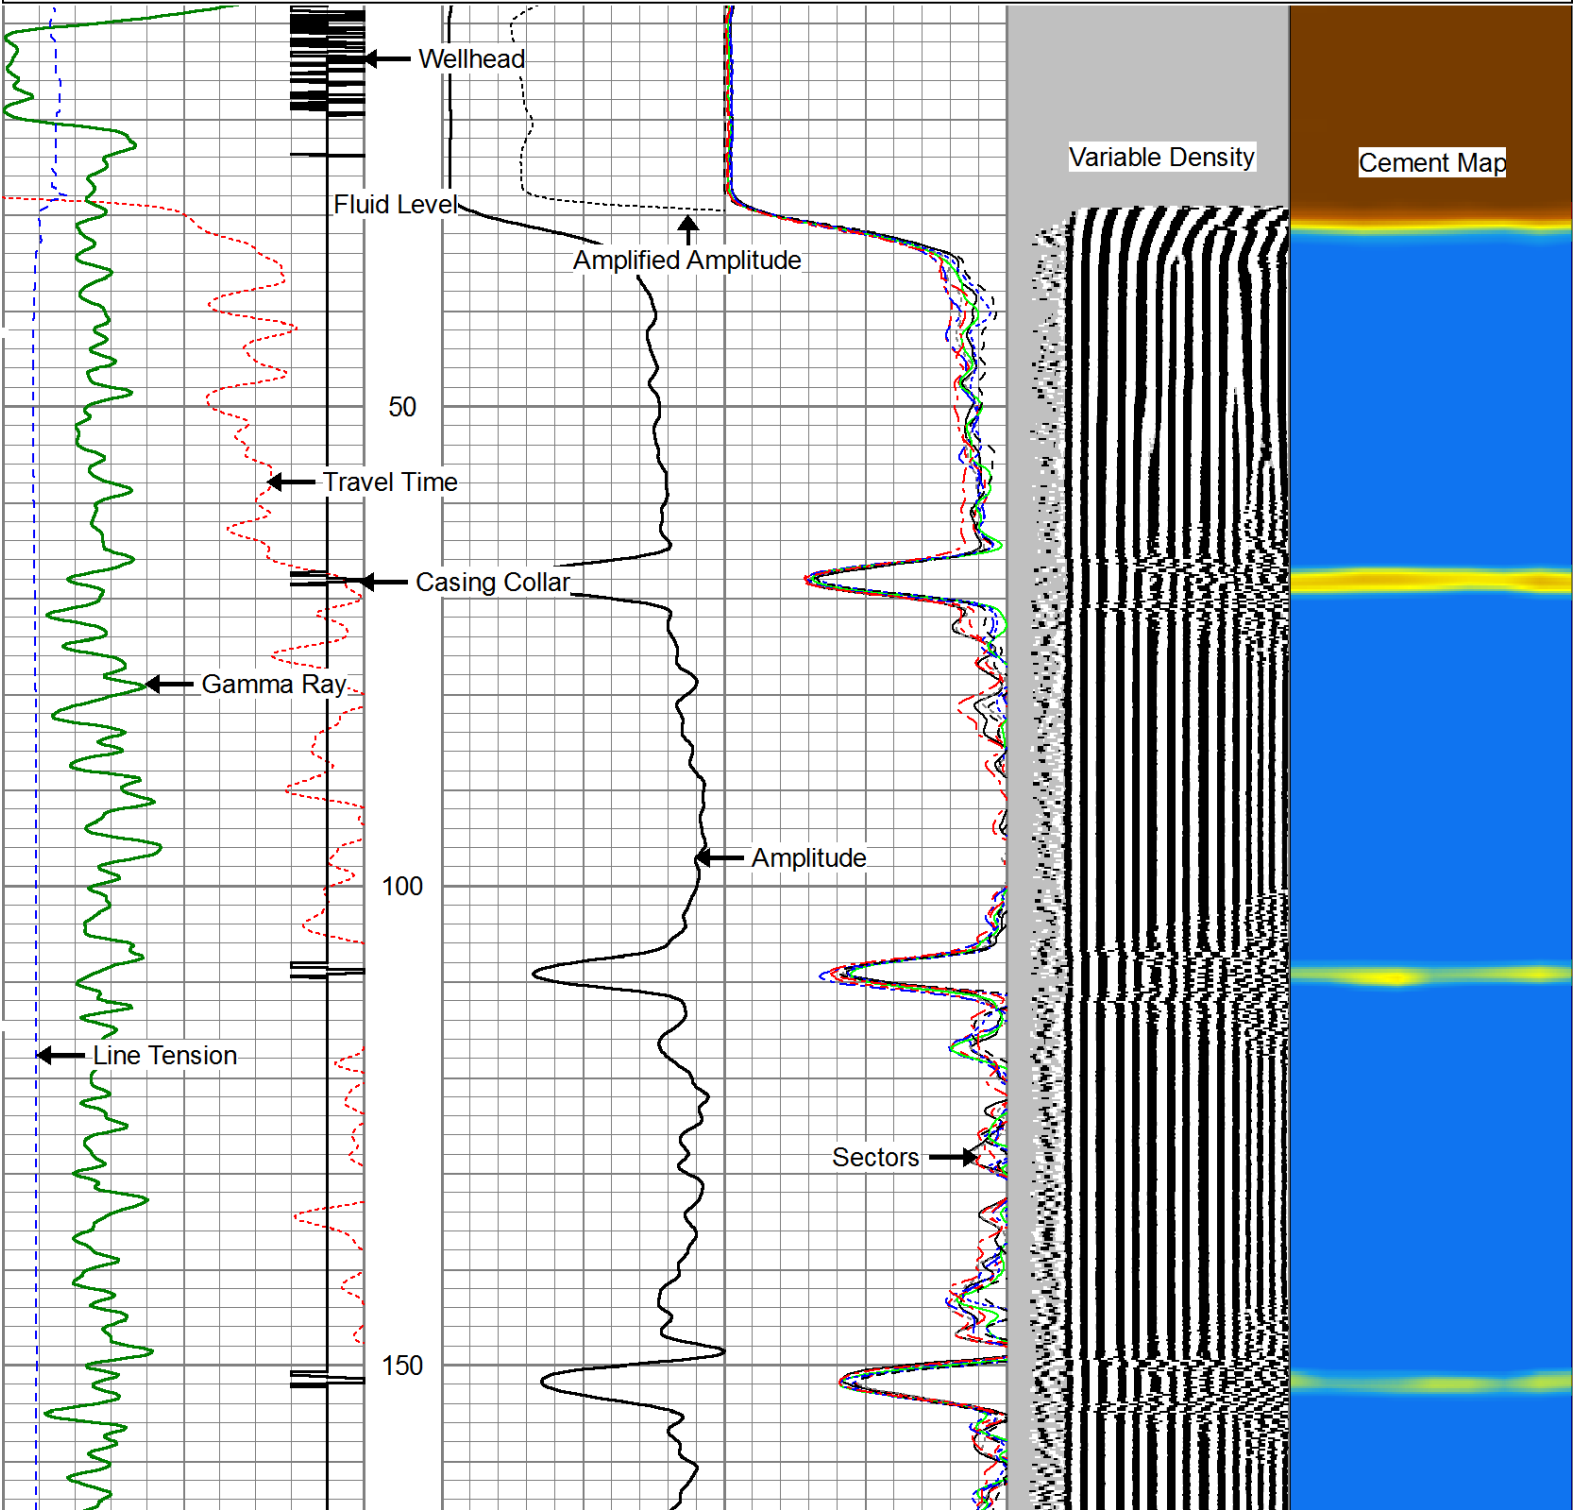 Wellhead
Variable Density
Cement Map
Fluid Level
Amplified Amplitude
50
Travel Time
Casing Collar
Gamma Ray
Amplitude
100
Line Tension
Sectors
150